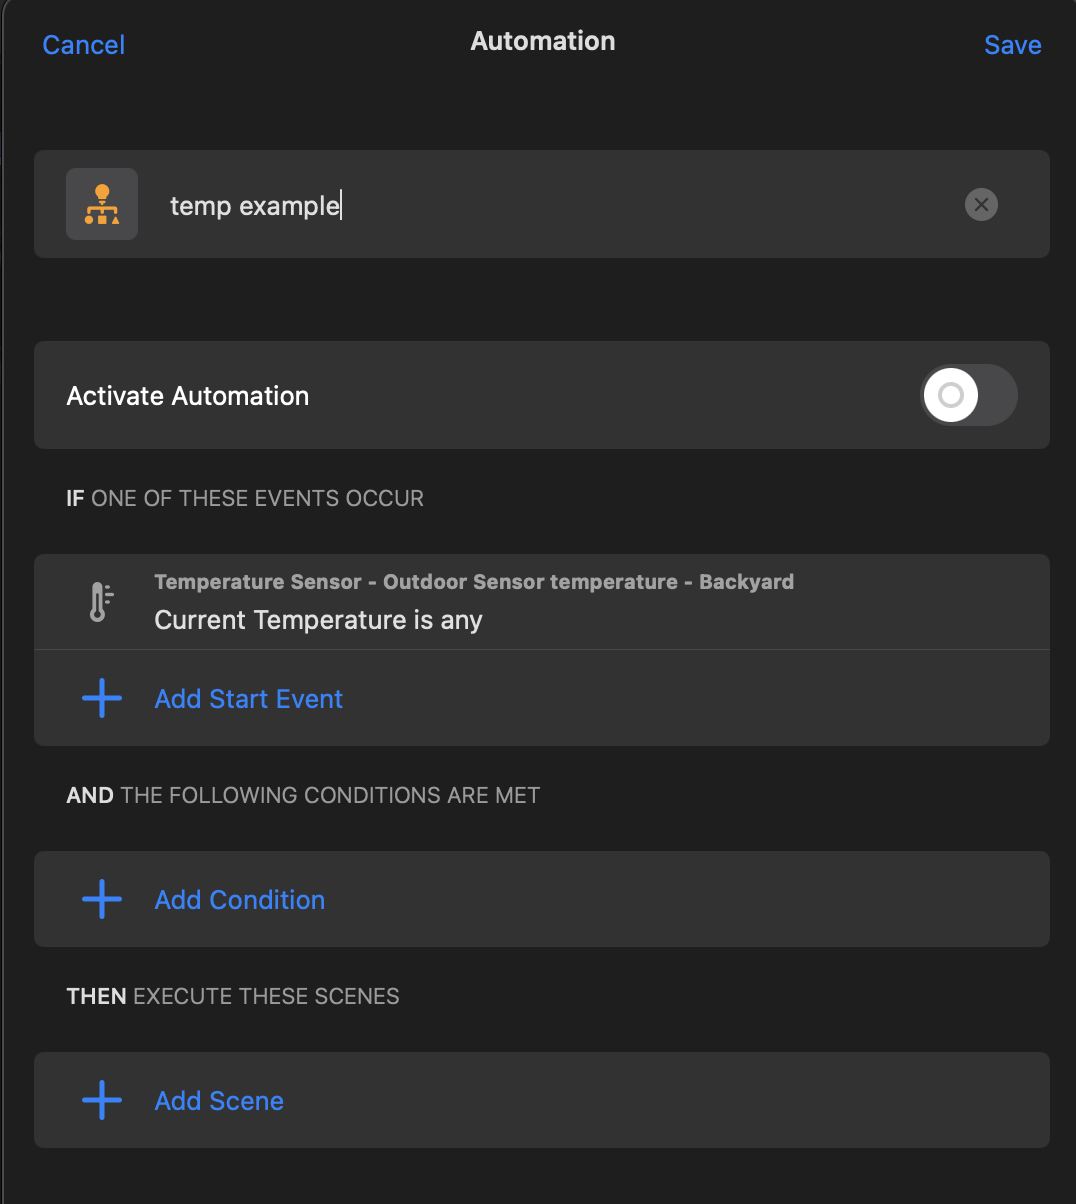 Cancel
Automation
Save
temp example
Activate Automation
IF ONE OF THESE EVENTS OCCUR
Temperature Sensor - Outdoor Sensor temperature - Backyard
Current Temperature is any
Add Start Event
AND THE FOLLOWING CONDITIONS ARE MET
Add Condition
THEN EXECUTE THESE SCENES
Add Scene